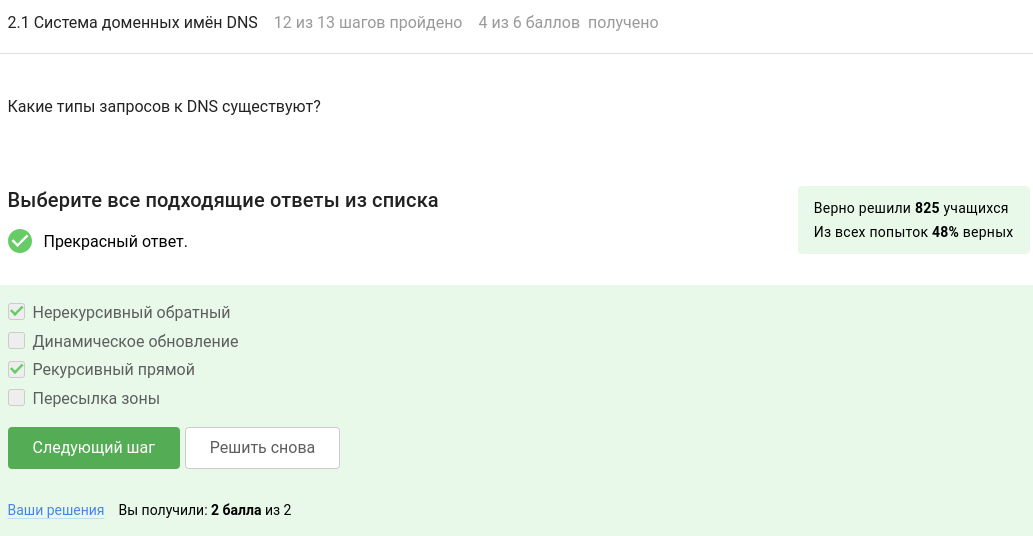 2.1 Система доменных имён DNS 12 из 13 шагов пройдено 4 из 6 баллов получено
Какие типы запросов к DNS существуют?
Выберите все подходящие ответы из списка
Верно решили 825 учащихся
Из всех попыток 48% верных
Прекрасный ответ.
Нерекурсивный обратный
Динамическое обновление
Рекурсивный прямой
Пересылка зоны
Следующий шаг Решить снова
Ваши решения Вы получили: 2 балла из 2